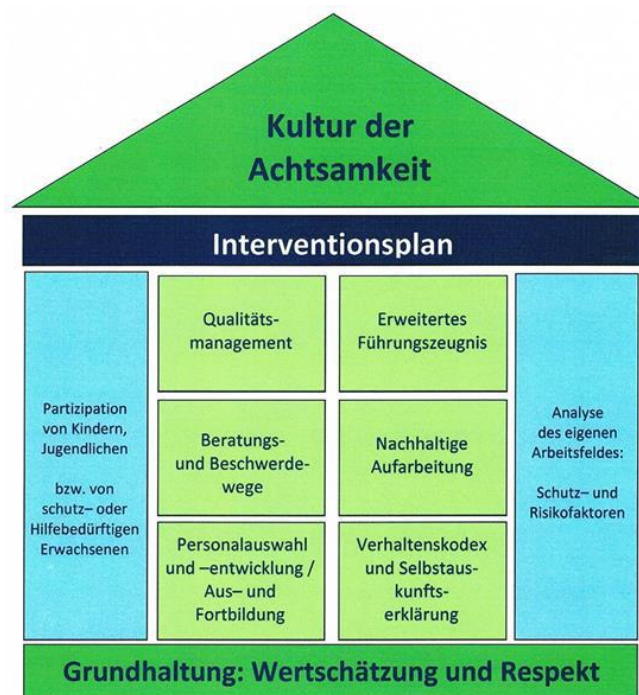 Kultur der
Achtsamkeit
Interventionsplan
Partizipation
von Kindern,
Jugendlichen
bzw. von
schutz– oder
Hilfebedürftigen
Erwachsenen
Qualitäts-
management
Erweitertes
Führungszeugnis
Beratungs-
und Beschwerde-
wege
Nachhaltige
Aufarbeitung
Personalauswahl
und –entwicklung /
Aus– und
Fortbildung
Verhaltenskodex
und Selbstaus-
kunfts-
erklärung
Analyse
des eigenen
Arbeitsfeldes:
Schutz– und
Risikofaktoren
Grundhaltung: Wertschätzung und Respekt